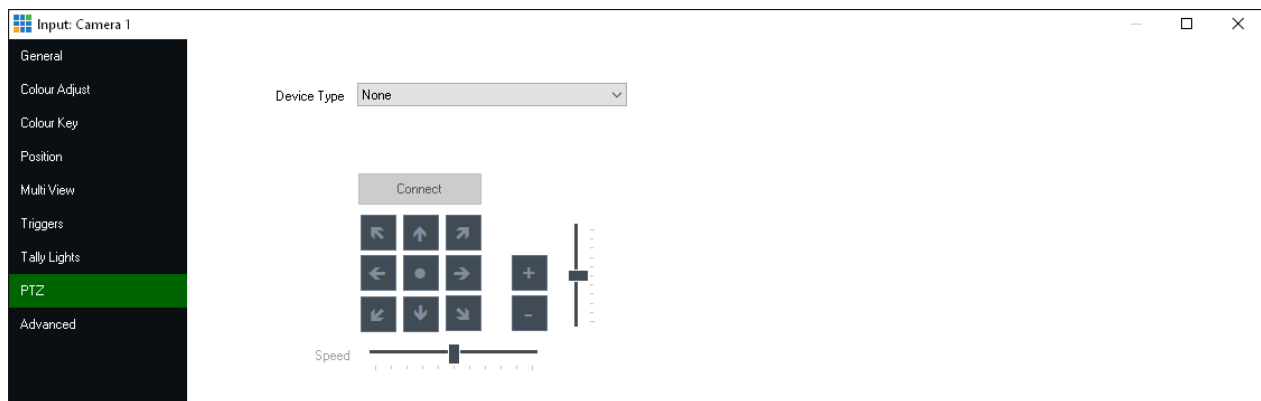 Input: Camera 1
General
Colour Adjust
Device Type None
Colour Key
Position
Multi View
Connect
Triggers
Tally Lights
+
PTZ
-
Advanced
Speed